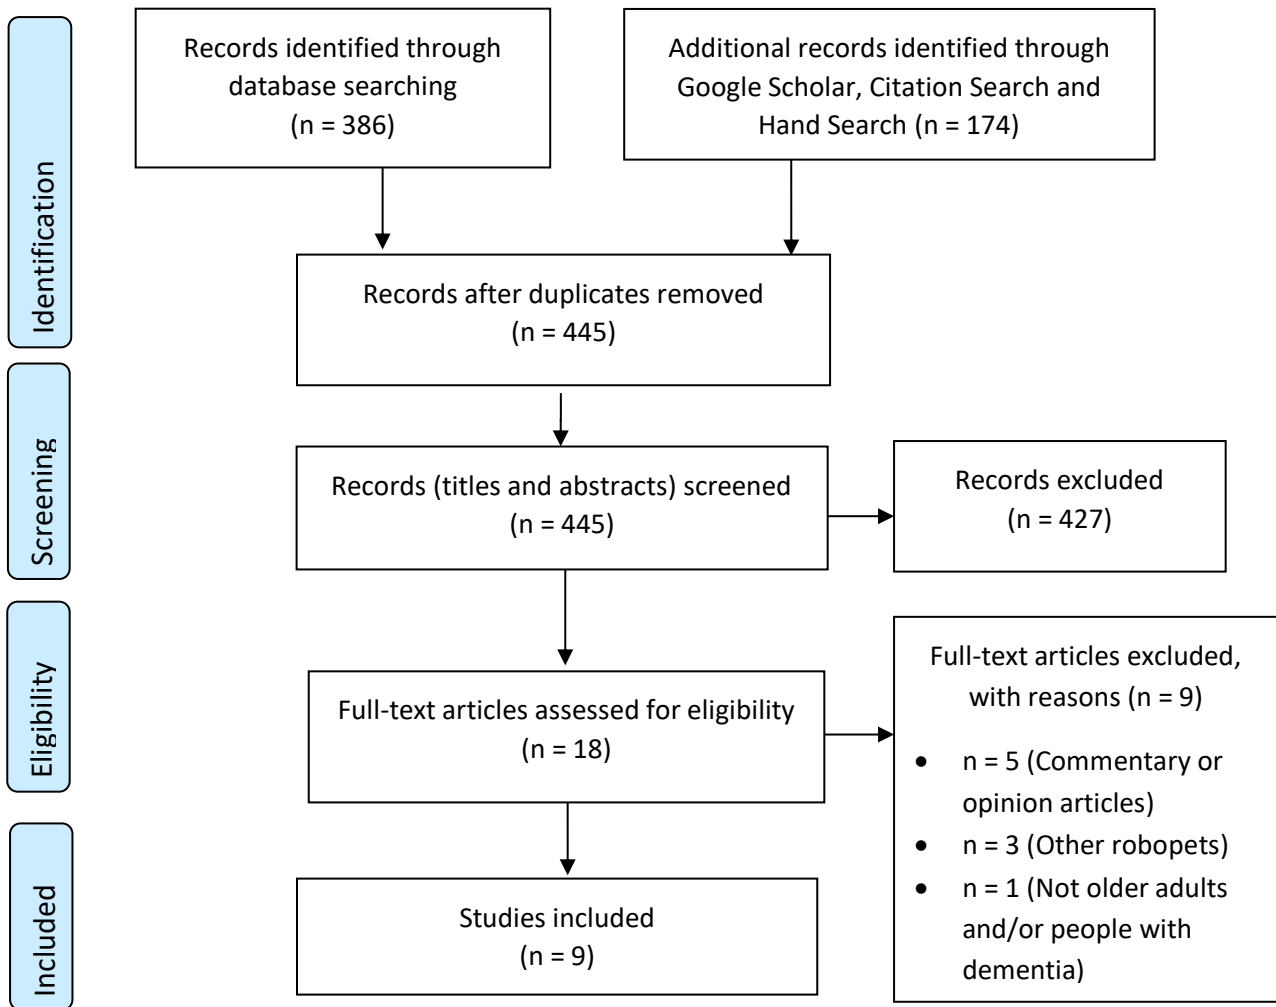 Identification
Records identified through
database searching
(n = 386)
Additional records identified through
Google Scholar, Citation Search and
Hand Search (n = 174)
Records after duplicates removed
(n = 445)
Screening
Records (titles and abstracts) screened
(n = 445)
Records excluded
(n = 427)
Eligibility
Full-text articles assessed for eligibility
(n = 18)
Full-text articles excluded,
with reasons (n = 9)
• n = 5 (Commentary or
opinion articles)
• n = 3 (Other robopets)
• n = 1 (Not older adults
and/or people with
dementia)
Included
Studies included
(n = 9)